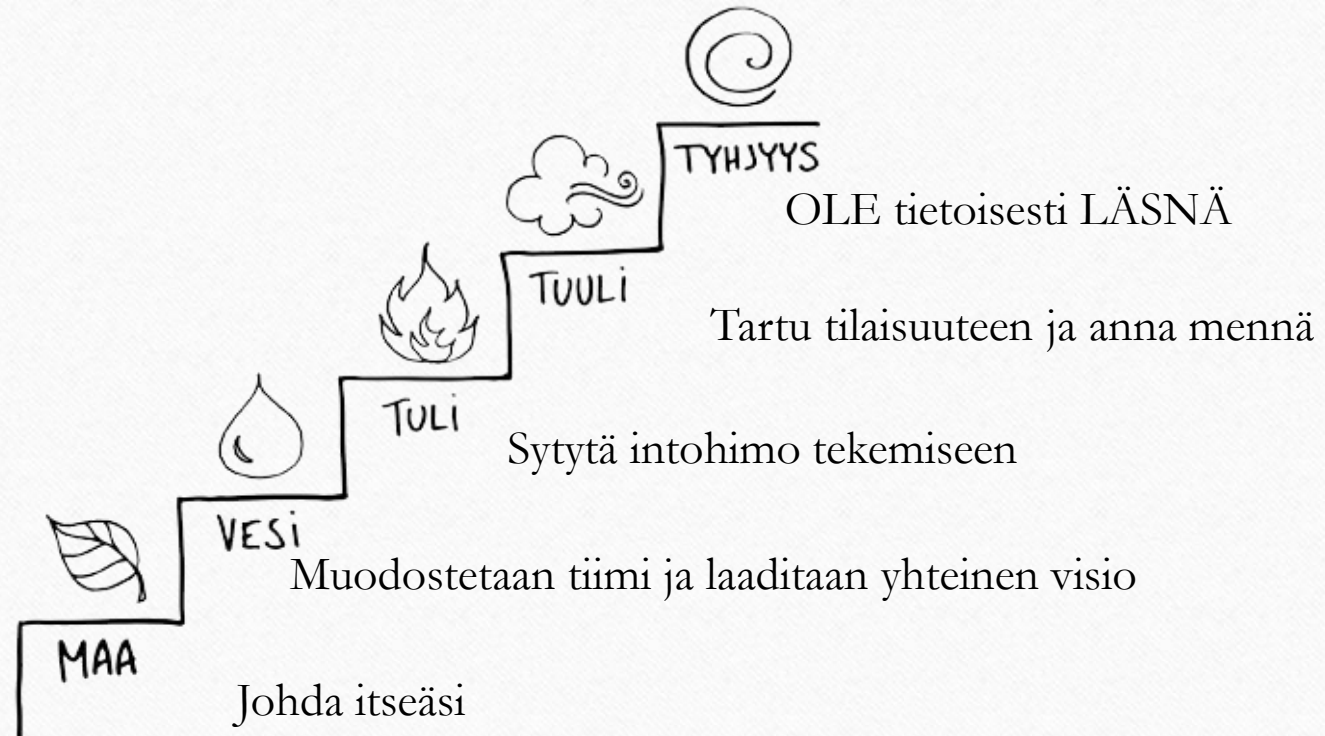 TYHJYYS
OLE tietoisesti LÄSNÄ
TUULI
Tartu tilaisuuteen ja anna mennä
TULI
Sytytä intohimo tekemiseen
VESI
Muodostetaan tiimi ja laaditaan yhteinen visio
MAA
Johda itseäsi